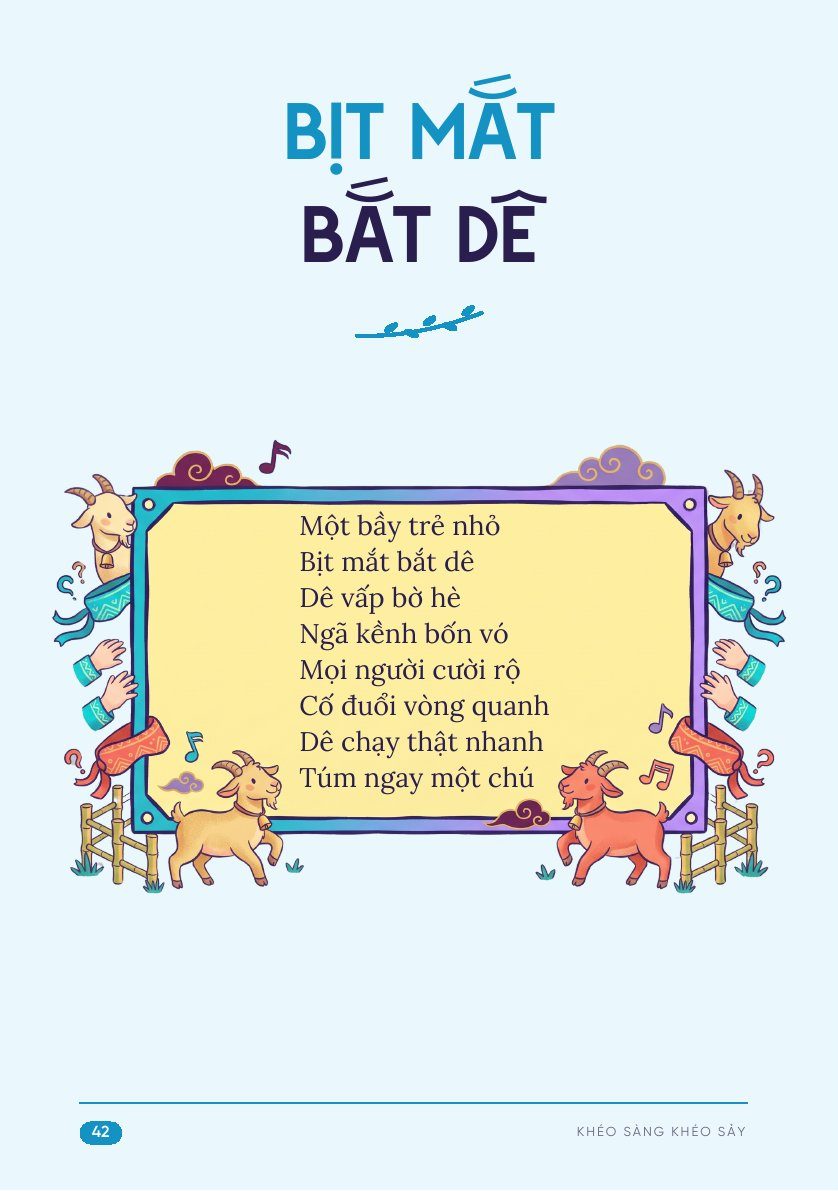 BỊT MẮT
BẮT DÊ
Một bầy trẻ nhỏ
Bịt mắt bắt dê
Dê vấp bờ hè
Ngã kềnh bốn vó
Mọi người cười rộ
Cố đuổi vòng quanh
Dê chạy thật nhanh
Túm ngay một chú
42
KHÉO SÀNG KHÉO SẢY